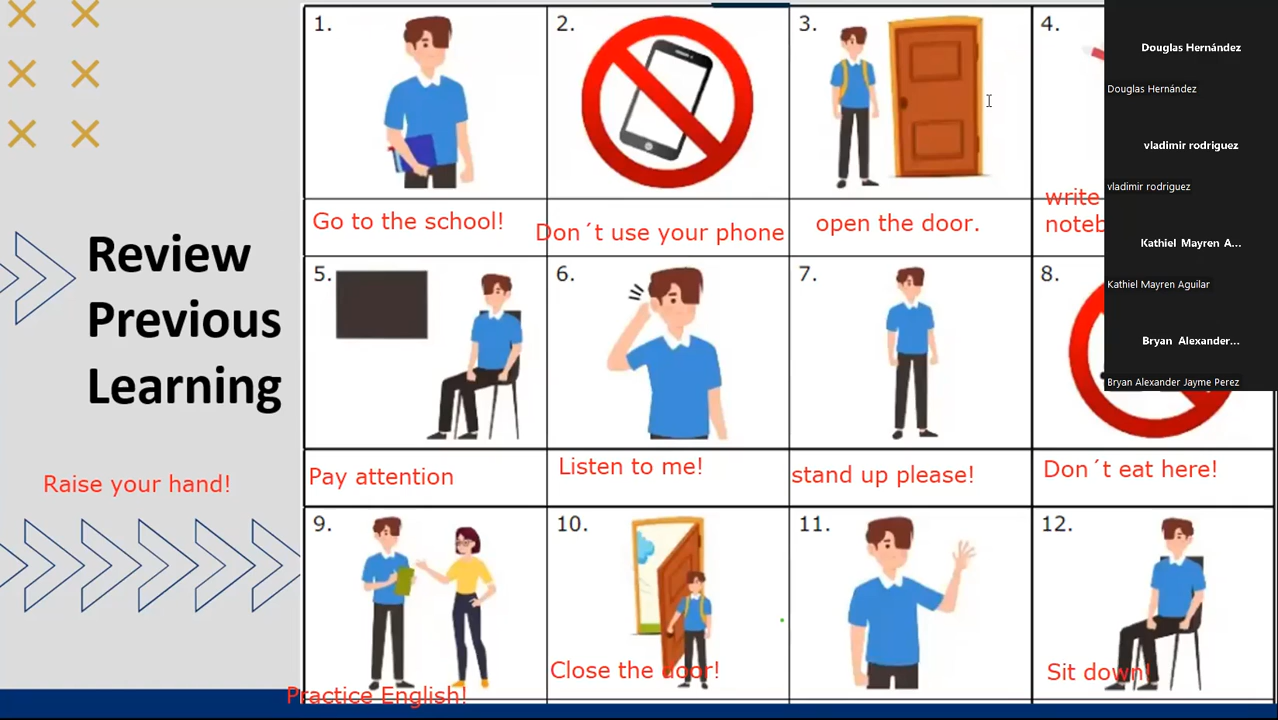 Review
Previous
Learning
Raise your hand!
1.
2.
3.
4.
Go to the school!
Don´t use your phone
open the door.
write
noteb
5.
6.
7.
8.
Pay attention
Listen to me!
stand up please!
Don´t eat here!
9.
10.
11.
12.
Practice English!
Close the door!
Sit down!
Douglas Hernández
Douglas Hernández
vladimir rodriguez
vladimir rodriguez
Kathiel Mayren A...
Kathiel Mayren Aguilar
Bryan Alexander...
Bryan Alexander Jayme Perez